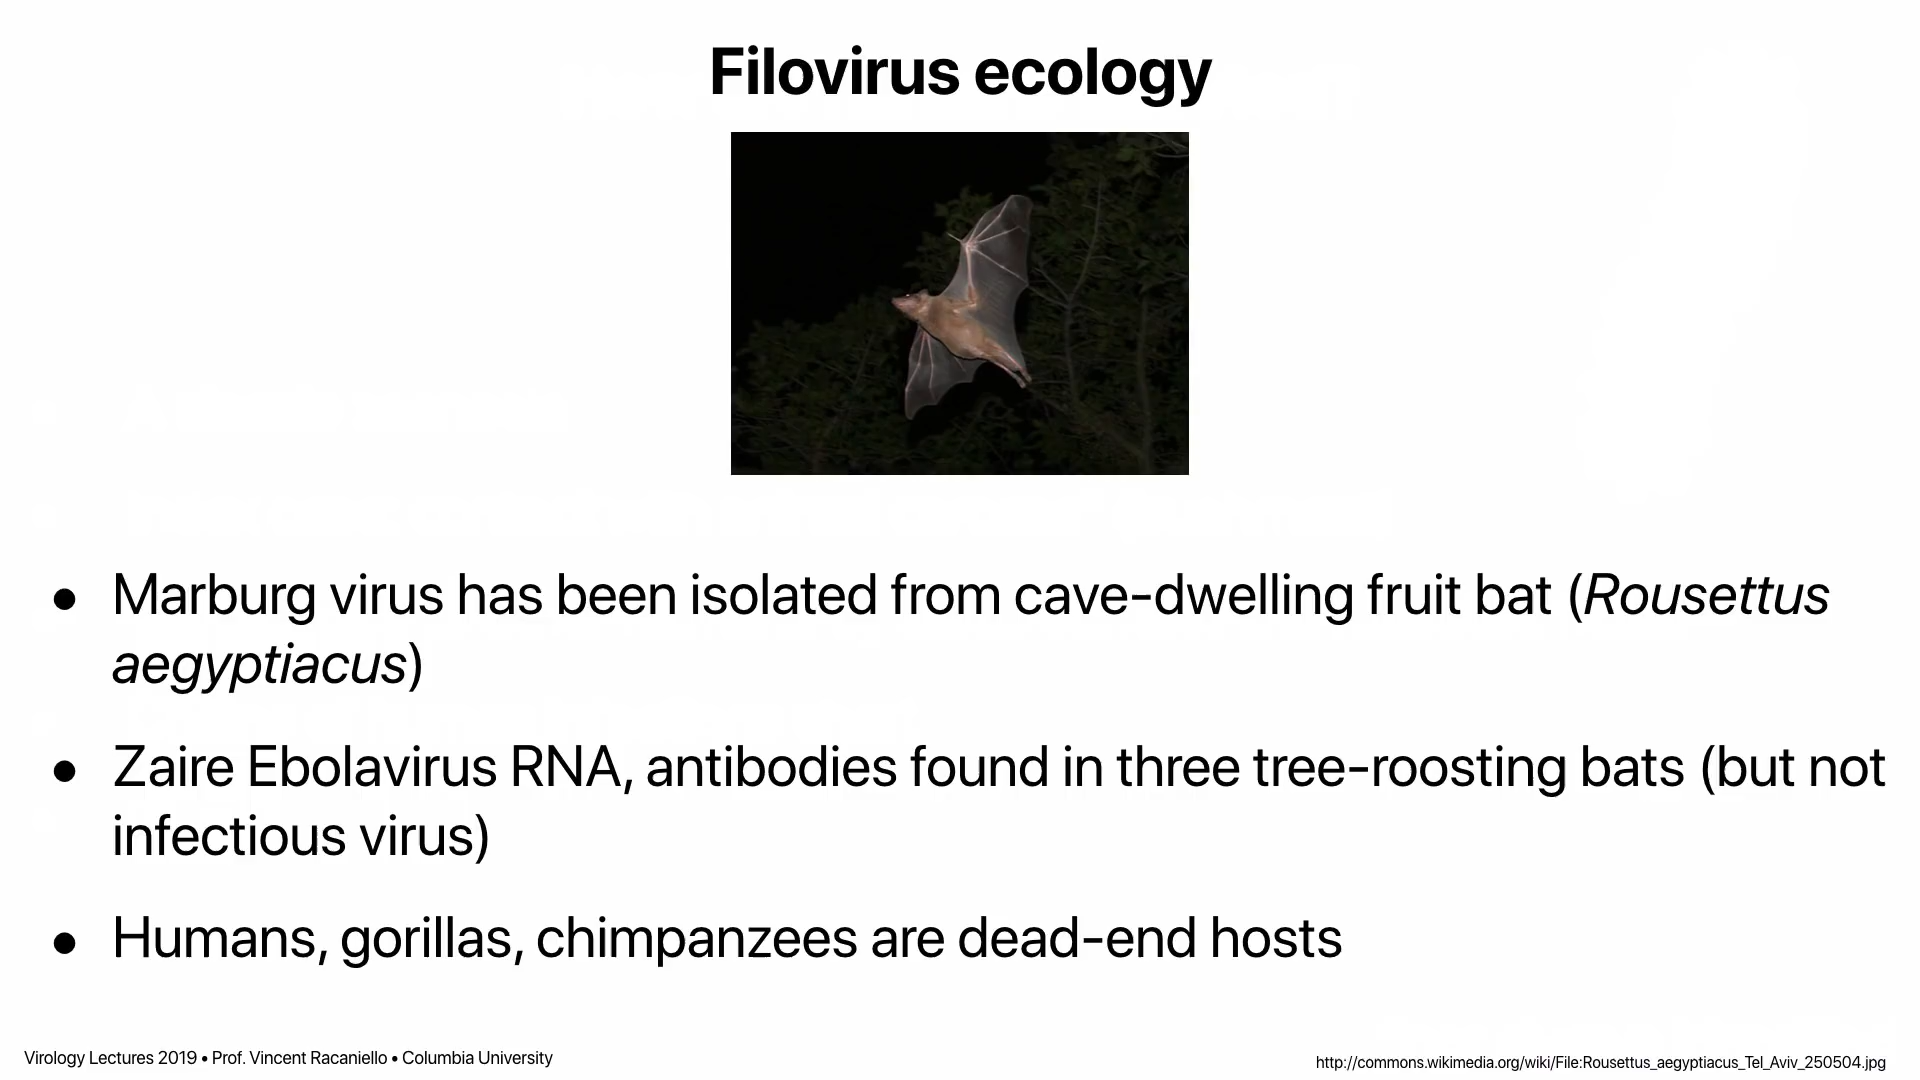 Filovirus ecology
• Marburg virus has been isolated from cave-dwelling fruit bat (Rousettus
aegyptiacus)
• Zaire Ebolavirus RNA, antibodies found in three tree-roosting bats (but not
infectious virus)
• Humans, gorillas, chimpanzees are dead-end hosts
Virology Lectures 2019 • Prof. Vincent Racaniello • Columbia University
http://commons.wikimedia.org/wiki/File:Rousettus_aegyptiacus_Tel_Aviv_250504.jpg